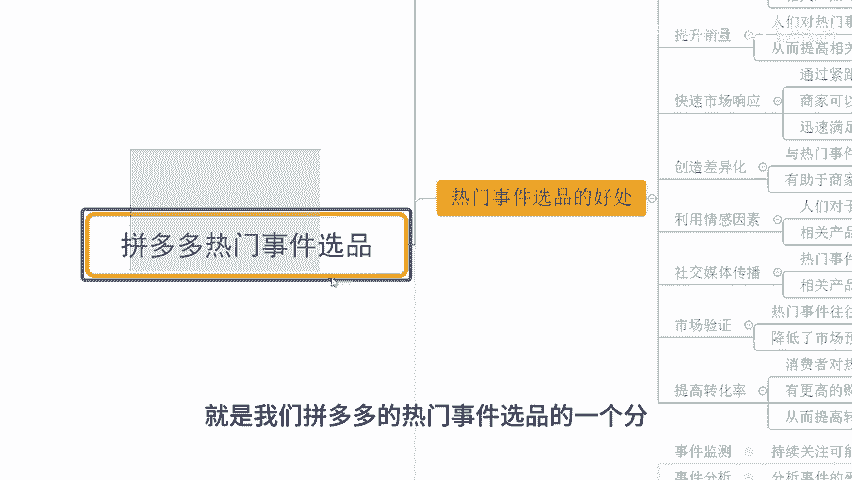 人们对热门事
提升销量
从而提高相关
通过紧跟
快速市场响应
商家可以
迅速满足
与热门事件
创造差异化
有助于商家
热门事件选品的好处
人们对于
利用情感因素
相关产品
拼多多热门事件选品
热门事件
社交媒体传播
相关产品
热门事件往往
市场验证
降低了市场预
消费者对热
提高转化率
有更高的购
从而提高转
就是我们拼多多的热门事件选品的一个分
事件监测
持续关注可能
事件分析